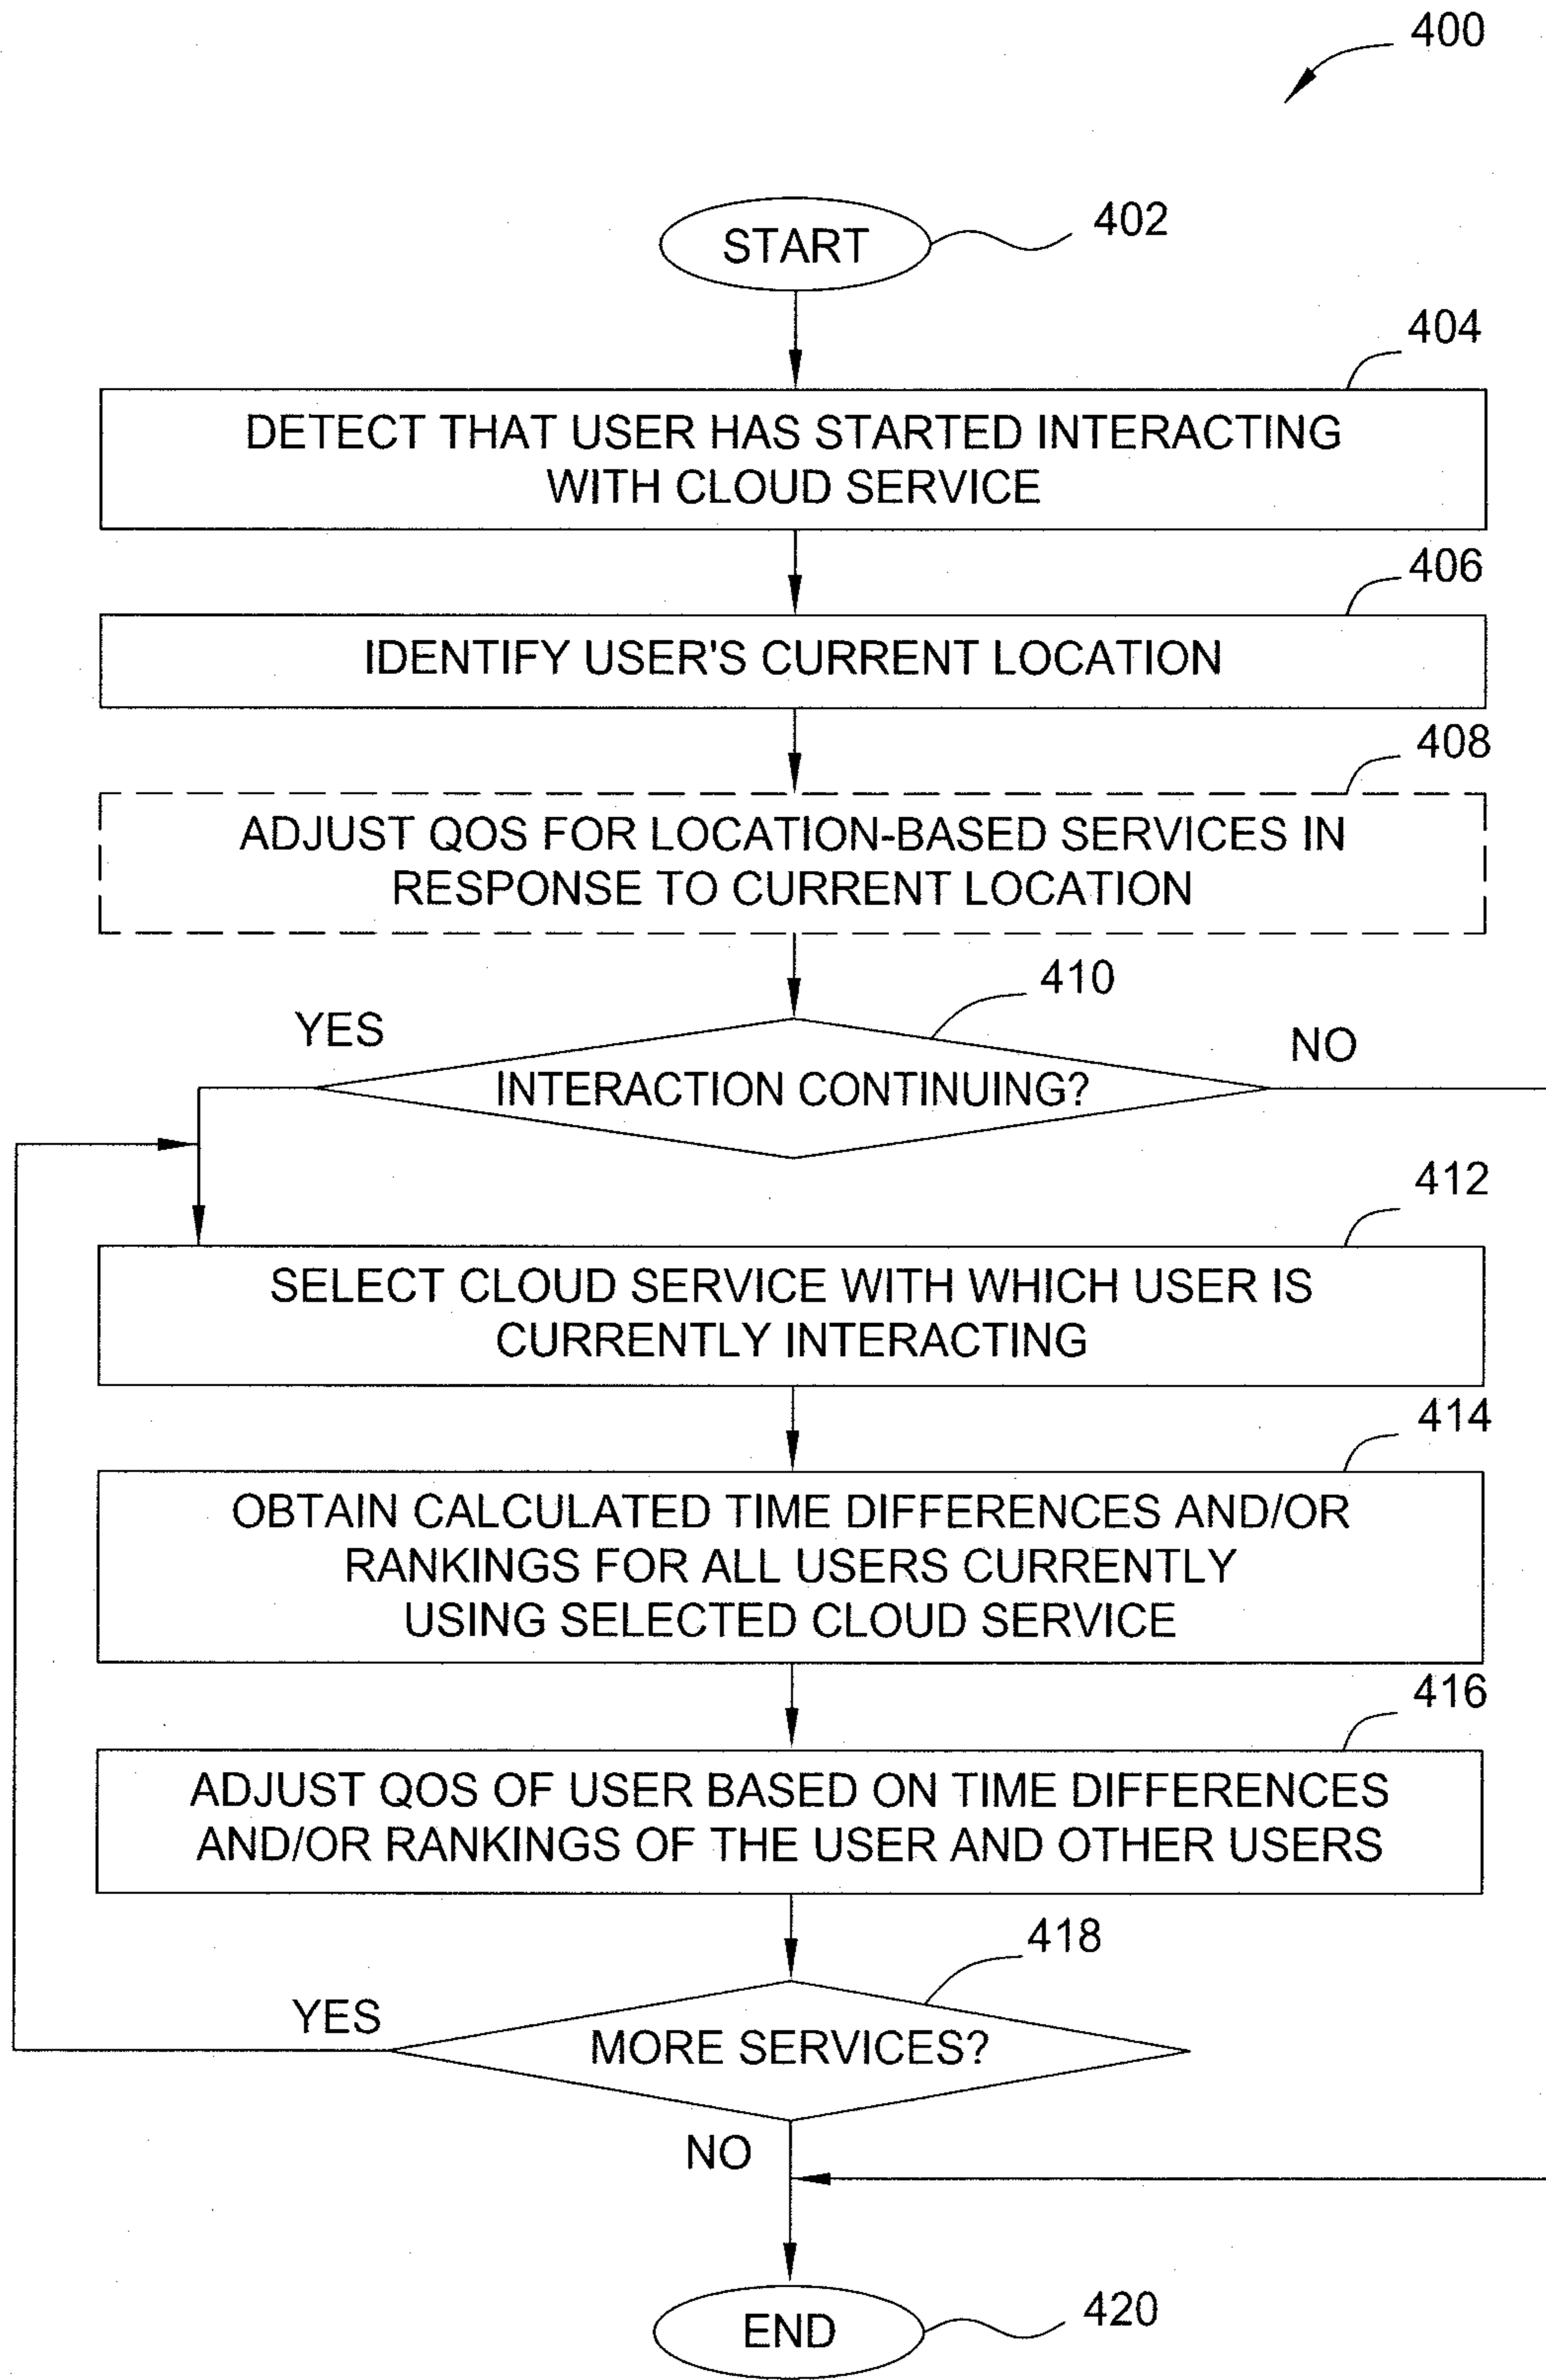 400
START
402
404
DETECT THAT USER HAS STARTED INTERACTING
WITH CLOUD SERVICE
406
IDENTIFY USER'S CURRENT LOCATION
408
ADJUST QOS FOR LOCATION-BASED SERVICES IN
RESPONSE TO CURRENT LOCATION
410
YES
NO
INTERACTION CONTINUING?
412
SELECT CLOUD SERVICE WITH WHICH USER IS
CURRENTLY INTERACTING
414
OBTAIN CALCULATED TIME DIFFERENCES AND/OR
RANKINGS FOR ALL USERS CURRENTLY
USING SELECTED CLOUD SERVICE
416
ADJUST QOS OF USER BASED ON TIME DIFFERENCES
AND/OR RANKINGS OF THE USER AND OTHER USERS
418
YES
MORE SERVICES?
NO
END
420